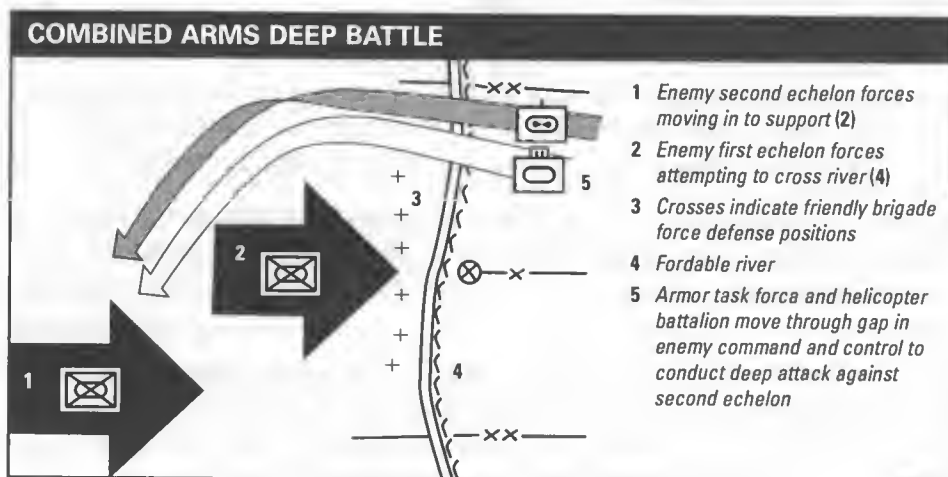 COMBINED ARMS DEEP BATTLE
1 Enemy second echelon forces
moving in to support (2)
2 Enemy first echelon forces
attempting to cross river (4)
3 Crosses indicate friendly brigade
force defense positions
4 Fordable river
5 Armor task forca and helicopter
battalion move through gap in
enemy command and control to
conduct deep attack against
second echelon
××
5
3
2
×
4
1
××